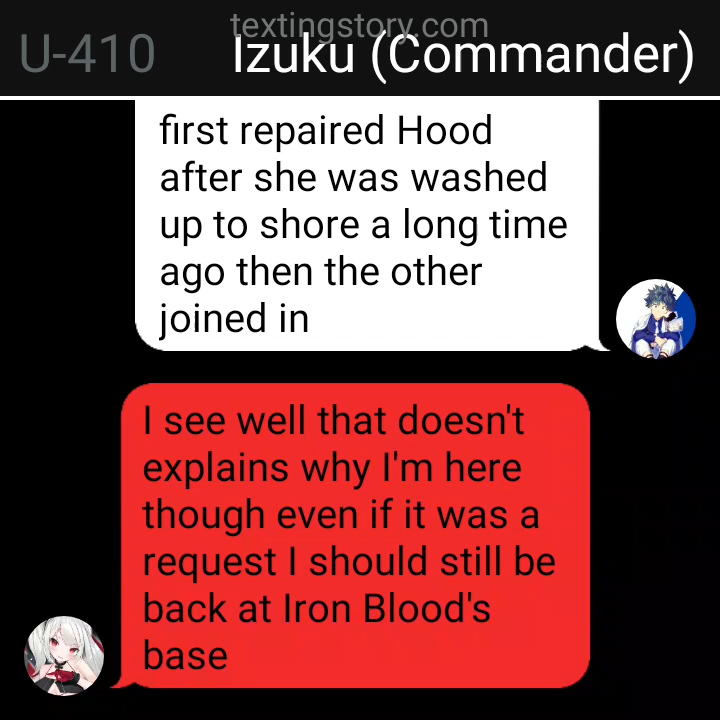 textingstory.com
U-410 Izuku (Commander)
first repaired Hood
after she was washed
up to shore a long time
ago then the other
joined in
I see well that doesn't
explains why I'm here
though even if it was a
request I should still be
back at Iron Blood's
base